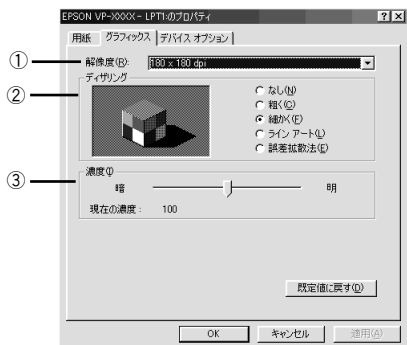 EPSON VP-XXXX - LPT1:のプロパティ
用紙 グラフィックス デバイス オプション
① 解像度(R): 180 x 180 dpi
② ディザリング
なし(N)
粗く(C)
細かく(F)
ライン アート(L)
誤差拡散法(E)
③ 濃度(I)
暗 明
現在の濃度: 100
既定値に戻す(D)
OK キャンセル 適用(A)